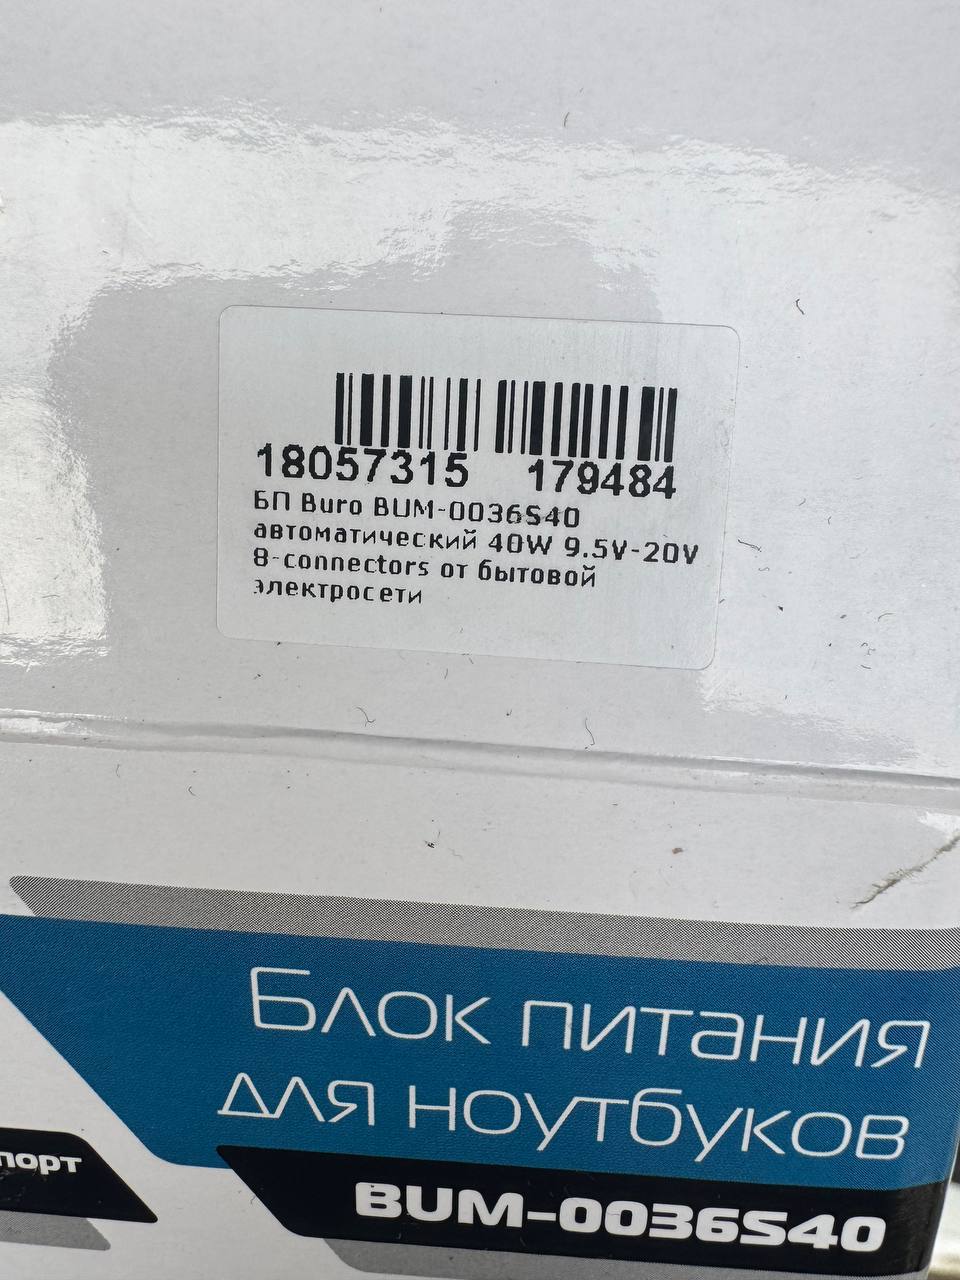 18057315 179484
БП Buro BUM-0036S40
автоматический 40W 9.5V-20V
8-connectors от бытовой
электросети
Блок питания
для ноутбуков
порт
BUM-0036S40